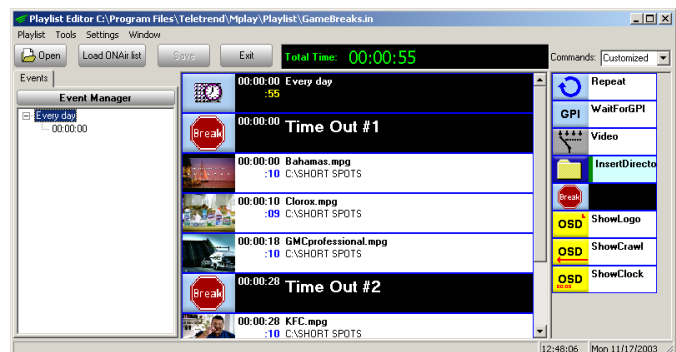 Playlist Editor C:\Program Files\Teletrend\Mplay\Playlist\GameBreaks.in
Playlist Tools Settings Window
Open Load ONAir list Save Exit Total Time: 00:00:55 Commands: Customized
Events
Event Manager
Every day
00:00:00
00:00:00 Every day
:55
Break 00:00:00 Time Out #1
00:00:00 Bahamas.mpg
:10 C:\SHORT SPOTS
00:00:10 Clorox.mpg
:09 C:\SHORT SPOTS
00:00:18 GMCprofessional.mpg
:10 C:\SHORT SPOTS
Break 00:00:28 Time Out #2
00:00:28 KFC.mpg
:10 C:\SHORT SPOTS
Repeat
GPI WaitForGPI
Video
InsertDirecto
Break
OSD ShowLogo
OSD ShowCrawl
OSD ShowClock
00:00
12:48:06 Mon 11/17/2003